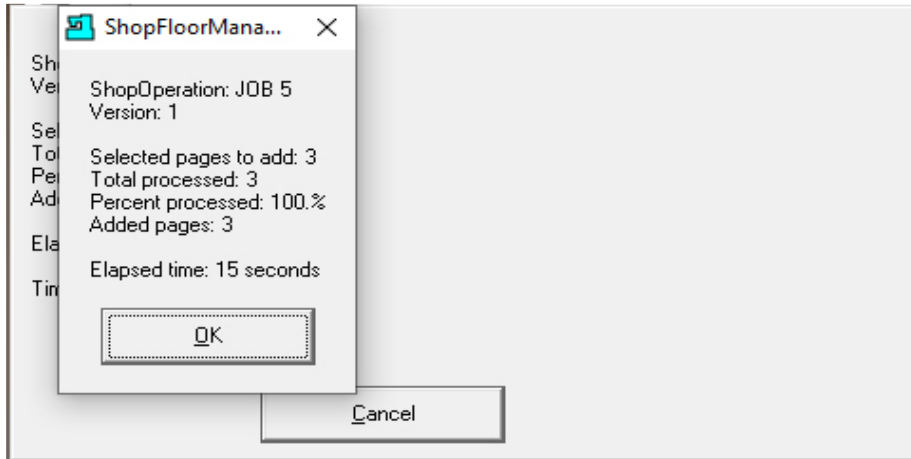 ShopFloorMana...
ShopOperation: JOB 5
Version: 1
Selected pages to add: 3
Total processed: 3
Percent processed: 100.%
Added pages: 3
Elapsed time: 15 seconds
OK
Cancel